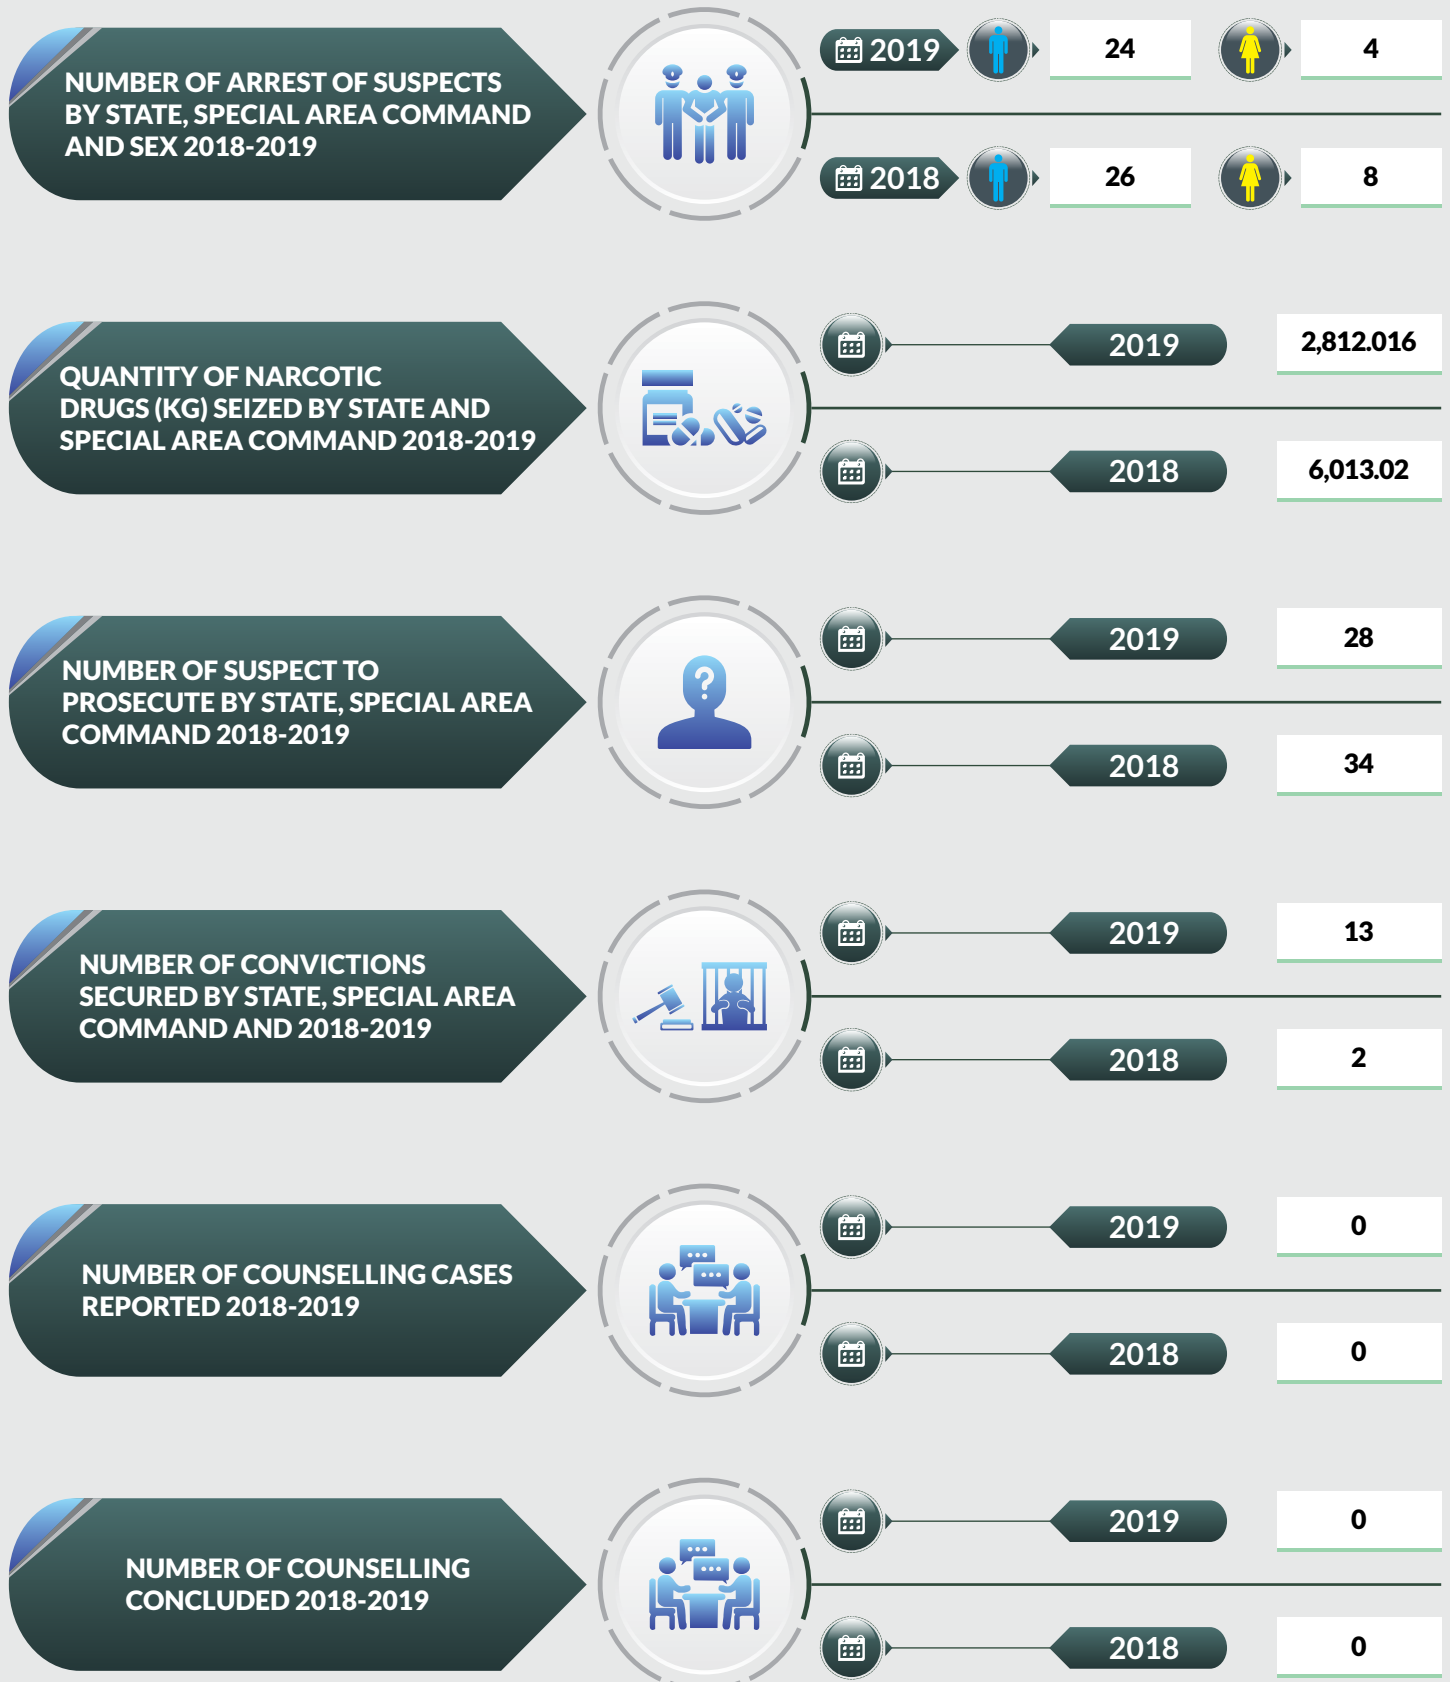 NUMBER OF ARREST OF SUSPECTS
BY STATE, SPECIAL AREA COMMAND
AND SEX 2018-2019
2019
24
4
2018
26
8
QUANTITY OF NARCOTIC
DRUGS (KG) SEIZED BY STATE AND
SPECIAL AREA COMMAND 2018-2019
2019
2,812.016
2018
6,013.02
NUMBER OF SUSPECT TO
PROSECUTE BY STATE, SPECIAL AREA
COMMAND 2018-2019
?
2019
28
2018
34
NUMBER OF CONVICTIONS
SECURED BY STATE, SPECIAL AREA
COMMAND AND 2018-2019
2019
13
2018
2
NUMBER OF COUNSELLING CASES
REPORTED 2018-2019
2019
0
2018
0
NUMBER OF COUNSELLING
CONCLUDED 2018-2019
2019
0
2018
0